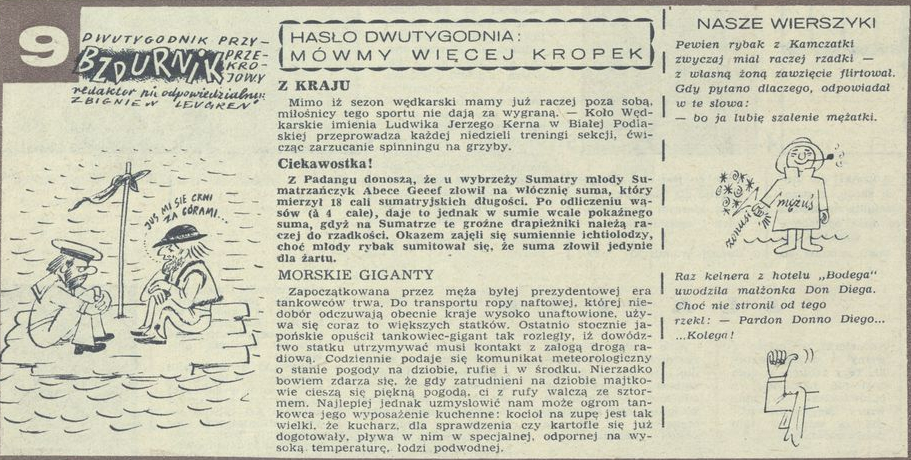 9
DWUTYGODNIK PRZY-
BZDURNIK PRZE-
KRO-
JOWY
redaktor nie odpowiedzialny:
ZBIGNIEW LENGREN
JUŻ MI SIĘ CKNI
ZA GÓRAMI...
HASŁO DWUTYGODNIA:
MÓWMY WIĘCEJ KROPEK
Z KRAJU
Mimo iż sezon wędkarski mamy już raczej poza sobą,
miłośnicy tego sportu nie dają za wygraną. — Koło Węd-
karskie imienia Ludwika Jerzego Kerna w Białej Podla-
skiej przeprowadza każdej niedzieli treningi sekcji, ćwi-
cząc zarzucanie spinningu na grzyby.
Ciekawostka!
Z Padangu donoszą, że u wybrzeży Sumatry młody Su-
matrzańczyk Abece Geeef złowił na włócznię suma, który
mierzył 18 cali sumatryjskich długości. Po odliczeniu wą-
sów (à 4 cale), daje to jednak w sumie wcale pokaźnego
suma, gdyż na Sumatrze te groźne drapieżniki należą ra-
czej do rzadkości. Okazem zajęli się sumiennie ichtiolodzy,
choć młody rybak sumitował się, że suma złowił jedynie
dla żartu.
MORSKIE GIGANTY
Zapoczątkowana przez męża byłej prezydentowej era
tankowców trwa. Do transportu ropy naftowej, której nie-
dobór odczuwają obecnie kraje wysoko unaftowione, uży-
wa się coraz to większych statków. Ostatnio stocznie ja-
pońskie opuścił tankowiec-gigant tak rozległy, iż dowódz-
two statku utrzymywać musi kontakt z załogą drogą ra-
diową. Codziennie podaje się komunikat meteorologiczny
o stanie pogody na dziobie, rufie i w środku. Nierzadko
bowiem zdarza się, że gdy zatrudnieni na dziobie majtko-
wie cieszą się piękną pogodą, ci z rufy walczą ze sztor-
mem. Najlepiej jednak uzmysłowić nam może ogrom tan-
kowca jego wyposażenie kuchenne: kocioł na zupę jest tak
wielki, że kucharz, dla sprawdzenia czy kartofle się już
dogotowały, pływa w nim w specjalnej, odpornej na wy-
soką temperaturę, łodzi podwodnej.
NASZE WIERSZYKI
Pewien rybak z Kamczatki
zwyczaj miał raczej rzadki —
z własną żoną zawzięcie flirtował.
Gdy pytano dlaczego, odpowiadał
w te słowa:
— bo ja lubię szalenie mężatki.
mężuś
Raz kelnera z hotelu „Bodega"
uwodziła małżonka Don Diega.
Choć nie stronił od tego
rzekł: — Pardon Donno Diego...
...Kolega!